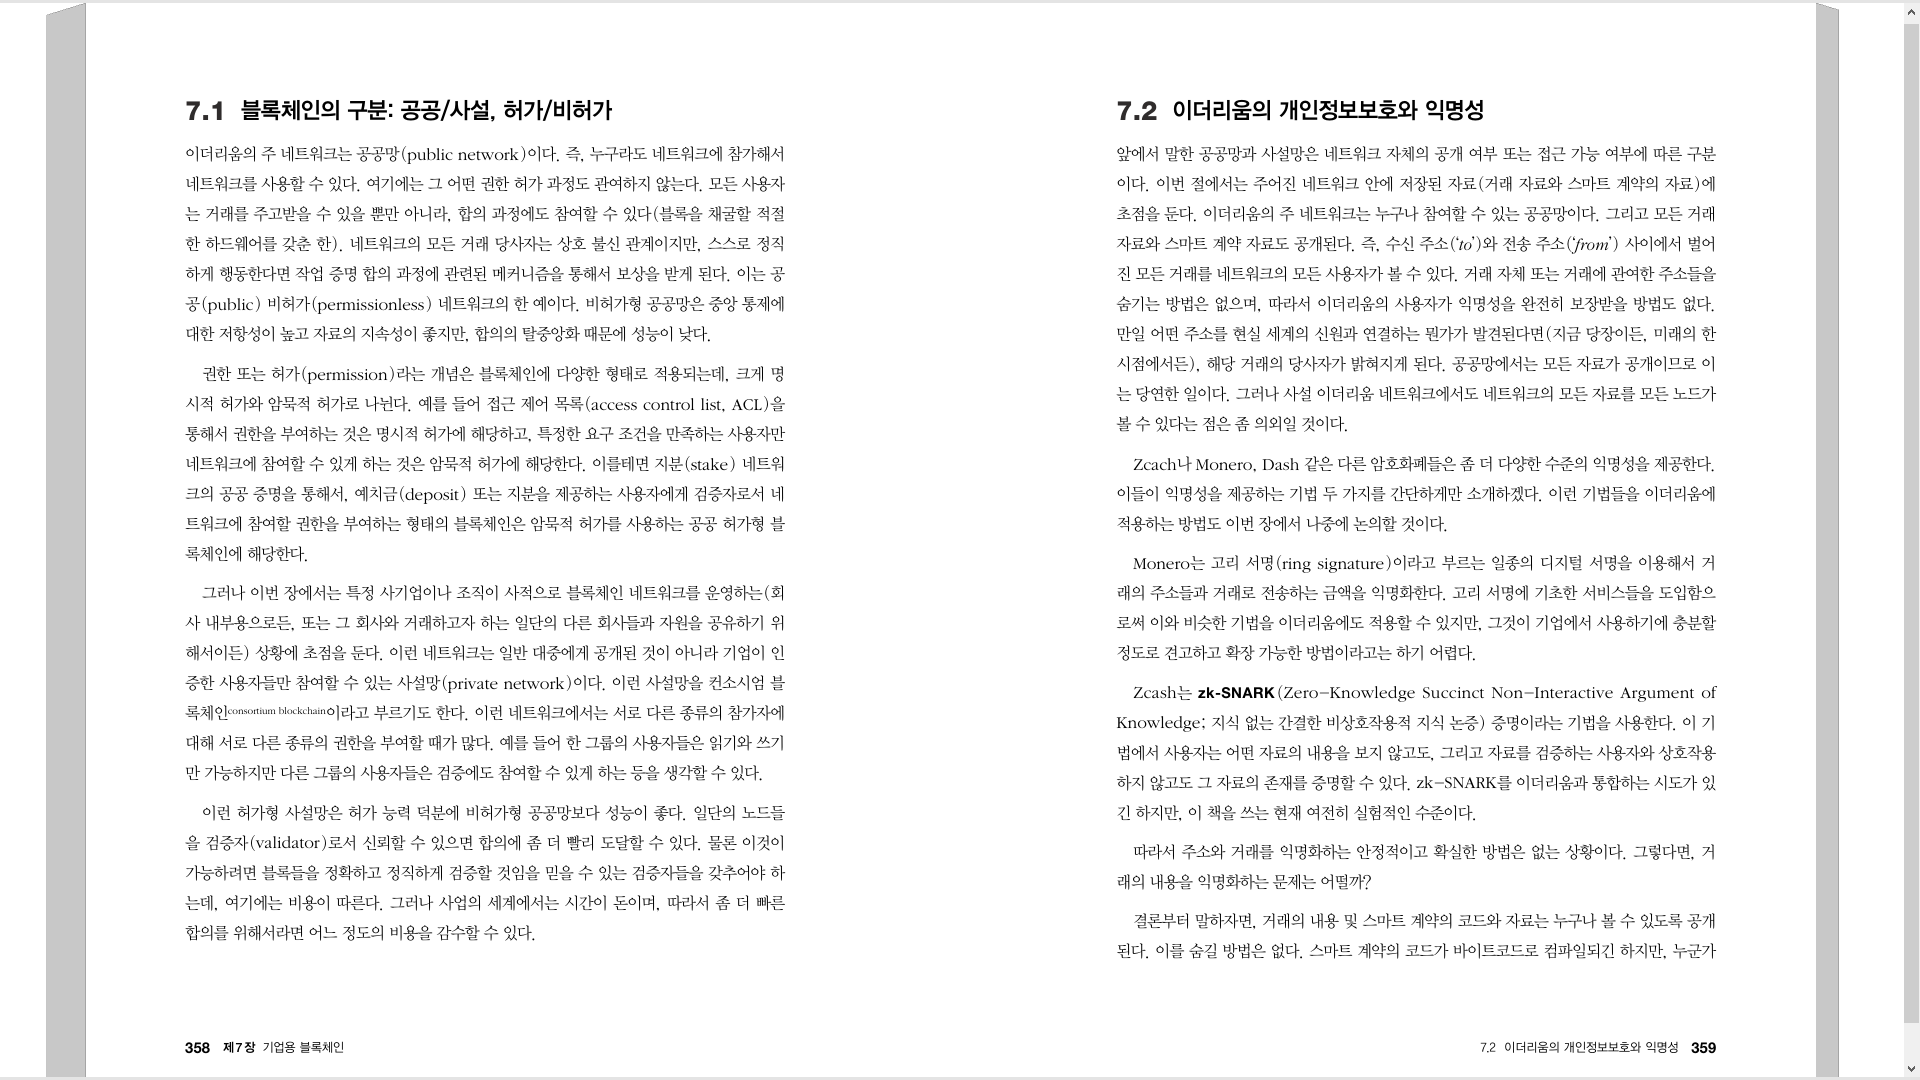 7.1 블록체인의 구분: 공공/사설, 허가/비허가
이더리움의 주 네트워크는 공공망(public network)이다. 즉, 누구라도 네트워크에 참가해서
네트워크를 사용할 수 있다. 여기에는 그 어떤 권한 허가 과정도 관여하지 않는다. 모든 사용자
는 거래를 주고받을 수 있을 뿐만 아니라, 합의 과정에도 참여할 수 있다(블록을 채굴할 적절
한 하드웨어를 갖춘 한). 네트워크의 모든 거래 당사자는 상호 불신 관계이지만, 스스로 정직
하게 행동한다면 작업 증명 합의 과정에 관련된 메커니즘을 통해서 보상을 받게 된다. 이는 공
공(public) 비허가(permissionless) 네트워크의 한 예이다. 비허가형 공공망은 중앙 통제에
대한 저항성이 높고 자료의 지속성이 좋지만, 합의의 탈중앙화 때문에 성능이 낮다.
권한 또는 허가(permission)라는 개념은 블록체인에 다양한 형태로 적용되는데, 크게 명
시적 허가와 암묵적 허가로 나뉜다. 예를 들어 접근 제어 목록(access control list, ACL)을
통해서 권한을 부여하는 것은 명시적 허가에 해당하고, 특정한 요구 조건을 만족하는 사용자만
네트워크에 참여할 수 있게 하는 것은 암묵적 허가에 해당한다. 이를테면 지분(stake) 네트워
크의 공공 증명을 통해서, 예치금(deposit) 또는 지분을 제공하는 사용자에게 검증자로서 네
트워크에 참여할 권한을 부여하는 형태의 블록체인은 암묵적 허가를 사용하는 공공 허가형 블
록체인에 해당한다.
그러나 이번 장에서는 특정 사기업이나 조직이 사적으로 블록체인 네트워크를 운영하는(회
사 내부용으로든, 또는 그 회사와 거래하고자 하는 일단의 다른 회사들과 자원을 공유하기 위
해서이든) 상황에 초점을 둔다. 이런 네트워크는 일반 대중에게 공개된 것이 아니라 기업이 인
증한 사용자들만 참여할 수 있는 사설망(private network)이다. 이런 사설망을 컨소시엄 블
록체인consortium blockchain이라고 부르기도 한다. 이런 네트워크에서는 서로 다른 종류의 참가자에
대해 서로 다른 종류의 권한을 부여할 때가 많다. 예를 들어 한 그룹의 사용자들은 읽기와 쓰기
만 가능하지만 다른 그룹의 사용자들은 검증에도 참여할 수 있게 하는 등을 생각할 수 있다.
이런 허가형 사설망은 허가 능력 덕분에 비허가형 공공망보다 성능이 좋다. 일단의 노드들
을 검증자(validator)로서 신뢰할 수 있으면 합의에 좀 더 빨리 도달할 수 있다. 물론 이것이
가능하려면 블록들을 정확하고 정직하게 검증할 것임을 믿을 수 있는 검증자들을 갖추어야 하
는데, 여기에는 비용이 따른다. 그러나 사업의 세계에서는 시간이 돈이며, 따라서 좀 더 빠른
합의를 위해서라면 어느 정도의 비용을 감수할 수 있다.
358 제7장 기업용 블록체인
7.2 이더리움의 개인정보보호와 익명성
앞에서 말한 공공망과 사설망은 네트워크 자체의 공개 여부 또는 접근 가능 여부에 따른 구분
이다. 이번 절에서는 주어진 네트워크 안에 저장된 자료(거래 자료와 스마트 계약의 자료)에
초점을 둔다. 이더리움의 주 네트워크는 누구나 참여할 수 있는 공공망이다. 그리고 모든 거래
자료와 스마트 계약 자료도 공개된다. 즉, 수신 주소(‘to’)와 전송 주소(‘from’) 사이에서 벌어
진 모든 거래를 네트워크의 모든 사용자가 볼 수 있다. 거래 자체 또는 거래에 관여한 주소들을
숨기는 방법은 없으며, 따라서 이더리움의 사용자가 익명성을 완전히 보장받을 방법도 없다.
만일 어떤 주소를 현실 세계의 신원과 연결하는 뭔가가 발견된다면(지금 당장이든, 미래의 한
시점에서든), 해당 거래의 당사자가 밝혀지게 된다. 공공망에서는 모든 자료가 공개이므로 이
는 당연한 일이다. 그러나 사설 이더리움 네트워크에서도 네트워크의 모든 자료를 모든 노드가
볼 수 있다는 점은 좀 의외일 것이다.
Zcach나 Monero, Dash 같은 다른 암호화폐들은 좀 더 다양한 수준의 익명성을 제공한다.
이들이 익명성을 제공하는 기법 두 가지를 간단하게만 소개하겠다. 이런 기법들을 이더리움에
적용하는 방법도 이번 장에서 나중에 논의할 것이다.
Monero는 고리 서명(ring signature)이라고 부르는 일종의 디지털 서명을 이용해서 거
래의 주소들과 거래로 전송하는 금액을 익명화한다. 고리 서명에 기초한 서비스들을 도입함으
로써 이와 비슷한 기법을 이더리움에도 적용할 수 있지만, 그것이 기업에서 사용하기에 충분할
정도로 견고하고 확장 가능한 방법이라고는 하기 어렵다.
Zcash는 zk-SNARK(Zero-Knowledge Succinct Non-Interactive Argument of
Knowledge; 지식 없는 간결한 비상호작용적 지식 논증) 증명이라는 기법을 사용한다. 이 기
법에서 사용자는 어떤 자료의 내용을 보지 않고도, 그리고 자료를 검증하는 사용자와 상호작용
하지 않고도 그 자료의 존재를 증명할 수 있다. zk-SNARK를 이더리움과 통합하는 시도가 있
긴 하지만, 이 책을 쓰는 현재 여전히 실험적인 수준이다.
따라서 주소와 거래를 익명화하는 안정적이고 확실한 방법은 없는 상황이다. 그렇다면, 거
래의 내용을 익명화하는 문제는 어떨까?
결론부터 말하자면, 거래의 내용 및 스마트 계약의 코드와 자료는 누구나 볼 수 있도록 공개
된다. 이를 숨길 방법은 없다. 스마트 계약의 코드가 바이트코드로 컴파일되긴 하지만, 누군가
7.2 이더리움의 개인정보보호와 익명성 359